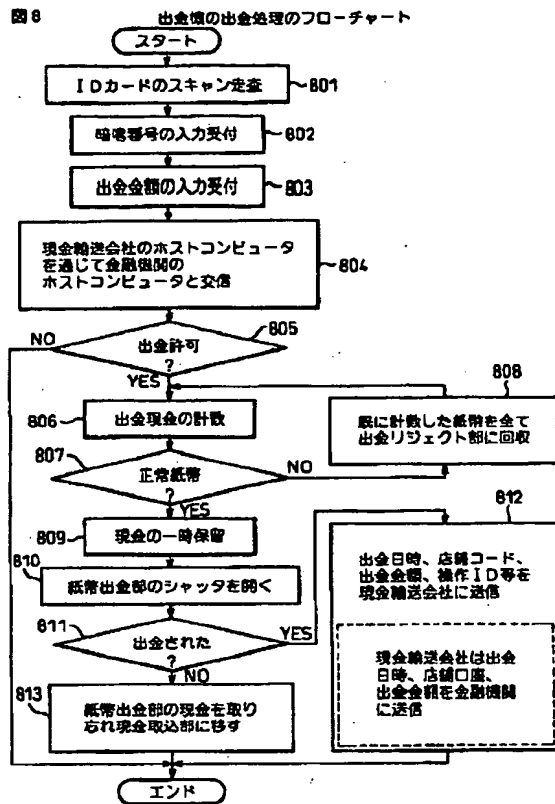 図8
出金機の出金処理のフローチャート
スタート
IDカードのスキャン走査
801
暗唱番号の入力受付
802
出金金額の入力受付
803
現金輸送会社のホストコンピュータ
を通じて金融機関の
ホストコンピュータと交信
804
805
NO
出金許可
?
YES
806
出金現金の計数
808
既に計数した紙幣を全て
出金リジェクト部に回収
807
正常紙幣
?
NO
YES
809
現金の一時保留
810
紙幣出金部のシャッタを開く
811
出金された
?
YES
NO
812
出金日時、店舗コード、
出金金額、操作ID等を
現金輸送会社に送信
現金輸送会社は出金
日時、店舗口座、
出金金額を金融機関
に送信
813
紙幣出金部の現金を取り
忘れ現金取込部に移す
エンド